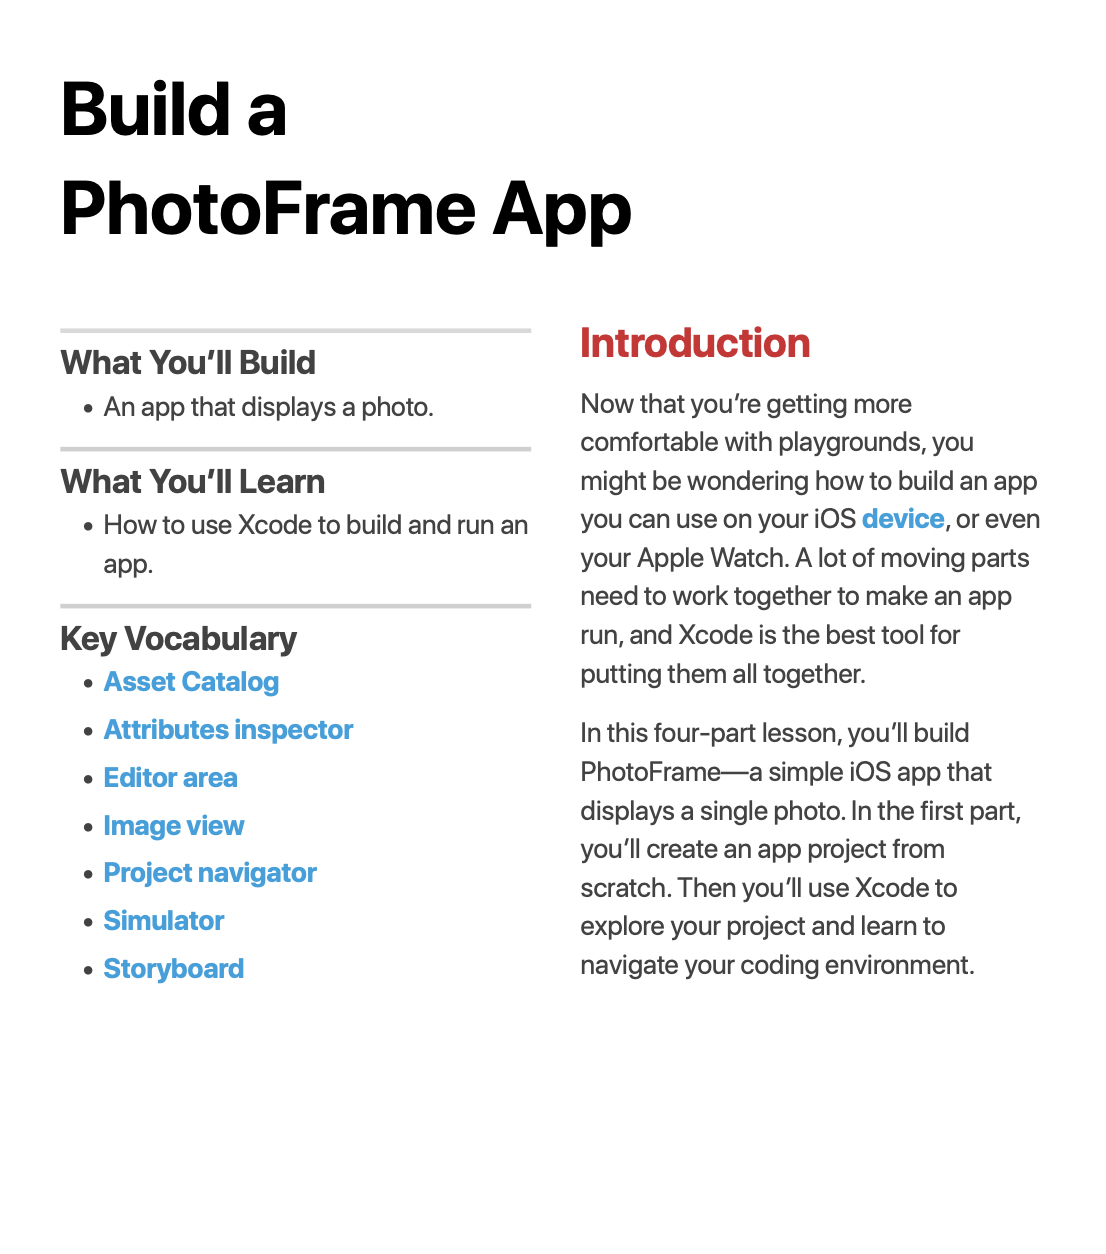 Build a
PhotoFrame App
What You’ll Build
• An app that displays a photo.
What You’ll Learn
• How to use Xcode to build and run an
app.
Key Vocabulary
• Asset Catalog
• Attributes inspector
• Editor area
• Image view
• Project navigator
• Simulator
• Storyboard
Introduction
Now that you’re getting more
comfortable with playgrounds, you
might be wondering how to build an app
you can use on your iOS device, or even
your Apple Watch. A lot of moving parts
need to work together to make an app
run, and Xcode is the best tool for
putting them all together.
In this four-part lesson, you’ll build
PhotoFrame—a simple iOS app that
displays a single photo. In the first part,
you’ll create an app project from
scratch. Then you’ll use Xcode to
explore your project and learn to
navigate your coding environment.